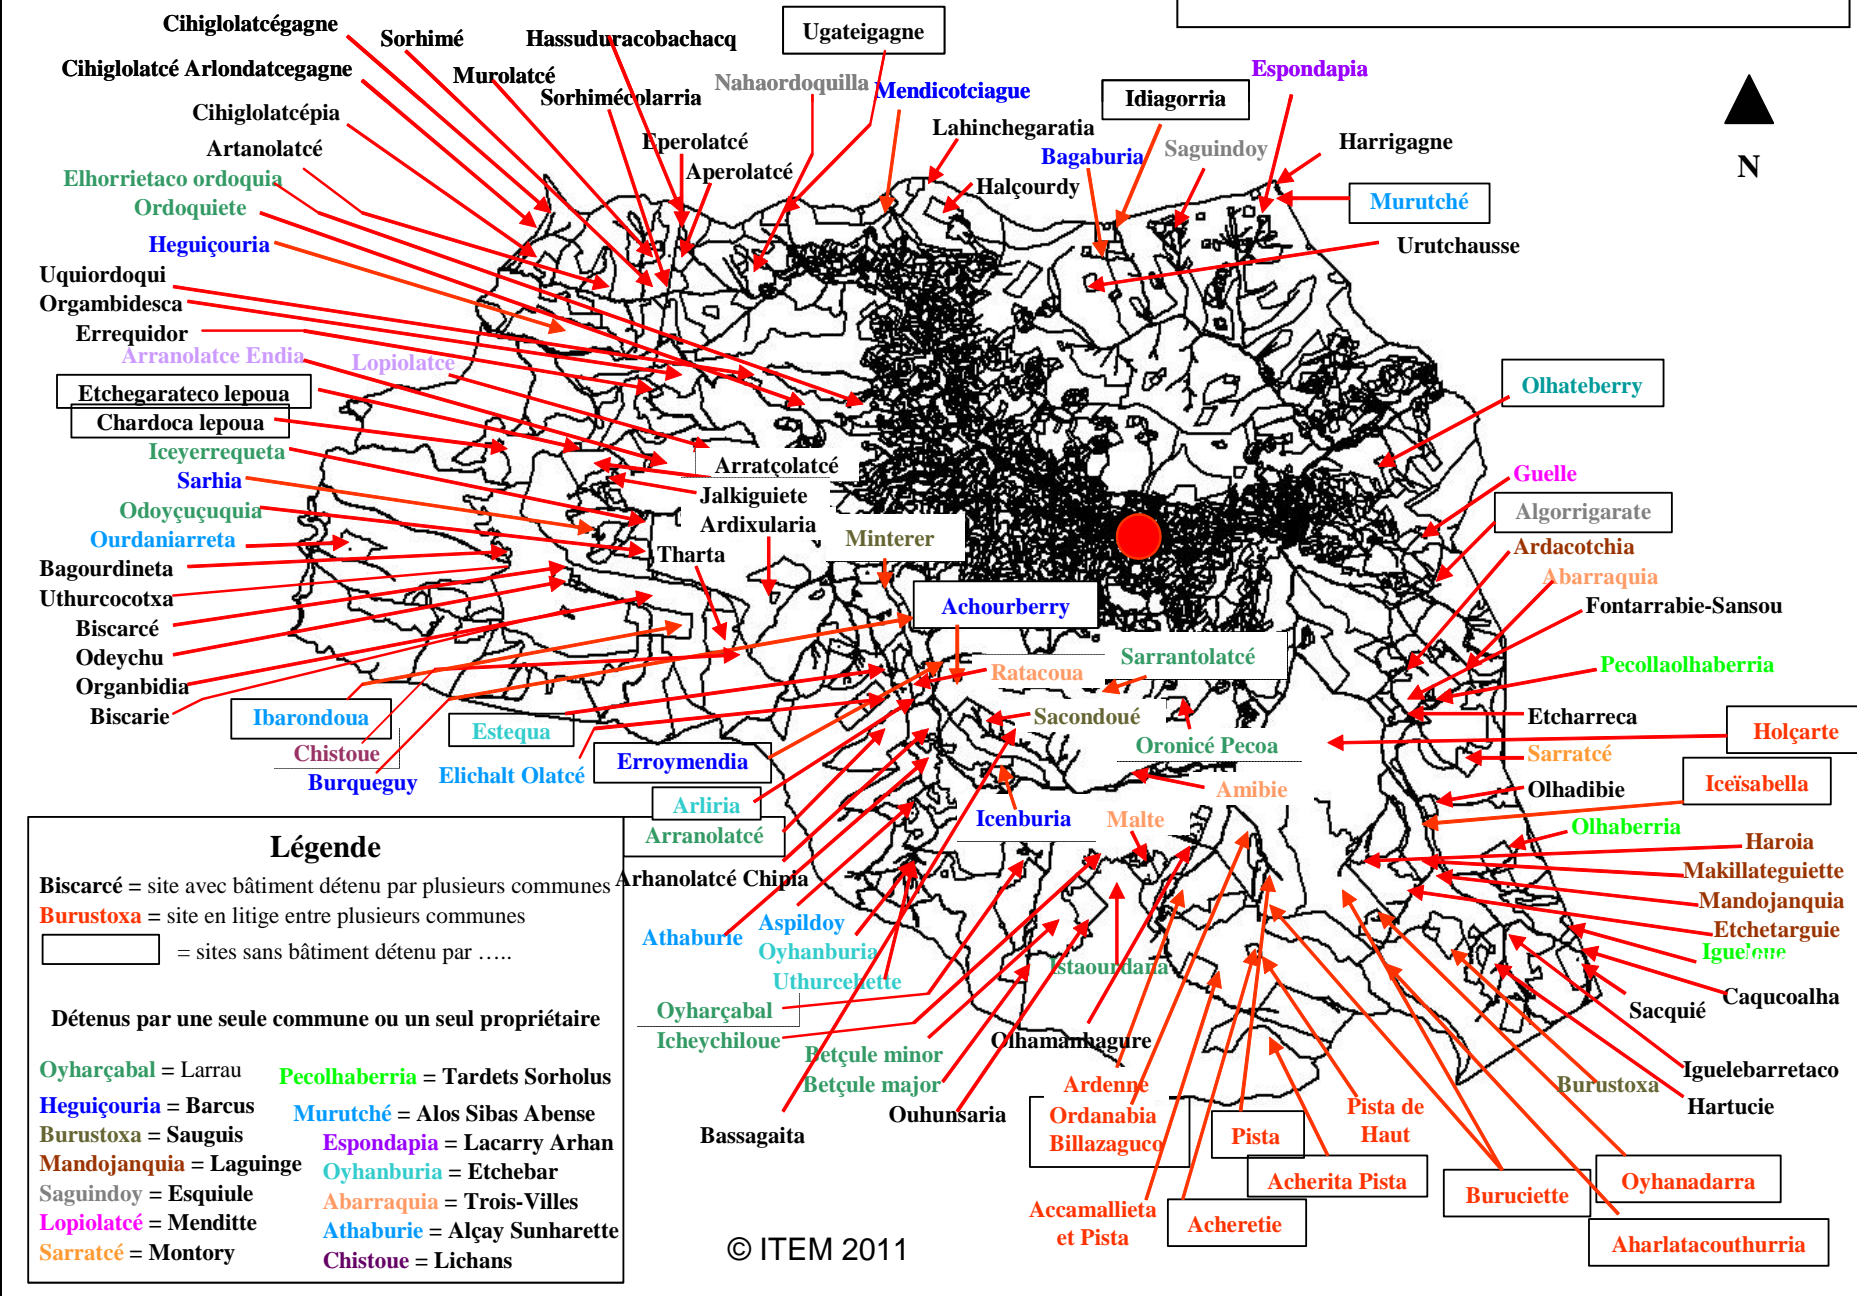 Cihiglolatcégagne
Sorhimé
Hassuduracobachacq
Ugateigagne
Cihiglolatcé Arlondatcegagne
Murolatcé
Nahaordoquilla
Mendicotciague
Espondapia
Sorhimécolarria
Idiagorria
Cihiglolatcépia
Lahinchegaratia
Artanolatcé
Eperolatcé
Bagaburia
Saguindoy
Harrigagne
N
Elhorrietaco ordoquia
Aperolatcé
Halçourdy
Ordoquiete
Murutché
Heguiçouria
Urutchausse
Uquiordoqui
Orgambidesca
Errequidor
Arranolatce Endia
Lopiolatce
Etchegarateco lepoua
Olhateberry
Chardoca lepoua
Iceyerrequeta
Arratçolatcé
Sarhia
Jalkiguiete
Guelle
Odoyçuçuquia
Ardixularia
Algorrigarate
Ourdaniarreta
Minterer
Ardacotchia
Bagourdineta
Tharta
Abarraquia
Uthurcocotxa
Achourberry
Fontarrabie-Sansou
Biscarcé
Odeychu
Sarrantolatcé
Pecollaolhaberria
Organbidia
Ratacoua
Biscarie
Ibarondoua
Sacondoué
Etcharreca
Estequa
Holçarte
Chistoue
Oronicé Pecoa
Sarratcé
Erroymendia
Burqueguy
Elichalt Olatcé
Amibie
Olhadibie
Iceïsabella
Arliria
Icenburia
Malte
Olhaberria
Arranolatcé
Haroia
Makillateguiette
Arhanolatcé Chipia
Mandojanquia
Aspildoy
Etchetarguie
Athaburie
Oyhanburia
Igueloue
Uthurcehette
Istaourdana
Caqucoalha
Oyharçabal
Sacquié
Icheychiloue
Olhamanhagure
Betçule minor
Betçule major
Ardenne
Burustoxa
Iguelebarretaco
Ouhunsaria
Ordanabia
Billazaguco
Pista de
Haut
Hartucie
Bassagaita
Pista
Acherita Pista
Buruciette
Oyhanadarra
Accamallieta
et Pista
Acheretie
Aharlatacouthurria
Légende
Biscarcé = site avec bâtiment détenu par plusieurs communes
Burustoxa = site en litige entre plusieurs communes
= sites sans bâtiment détenu par …..
Détenus par une seule commune ou un seul propriétaire
Oyharçabal = Larrau
Heguiçouria = Barcus
Burustoxa = Sauguis
Mandojanquia = Laguinge
Saguindoy = Esquiule
Lopiolatcé = Menditte
Sarratcé = Montory
Pecolhaberria = Tardets Sorholus
Murutché = Alos Sibas Abense
Espondapia = Lacarry Arhan
Oyhanburia = Etchebar
Abarraquia = Trois-Villes
Athaburie = Alçay Sunharette
Chistoue = Lichans
© ITEM 2011